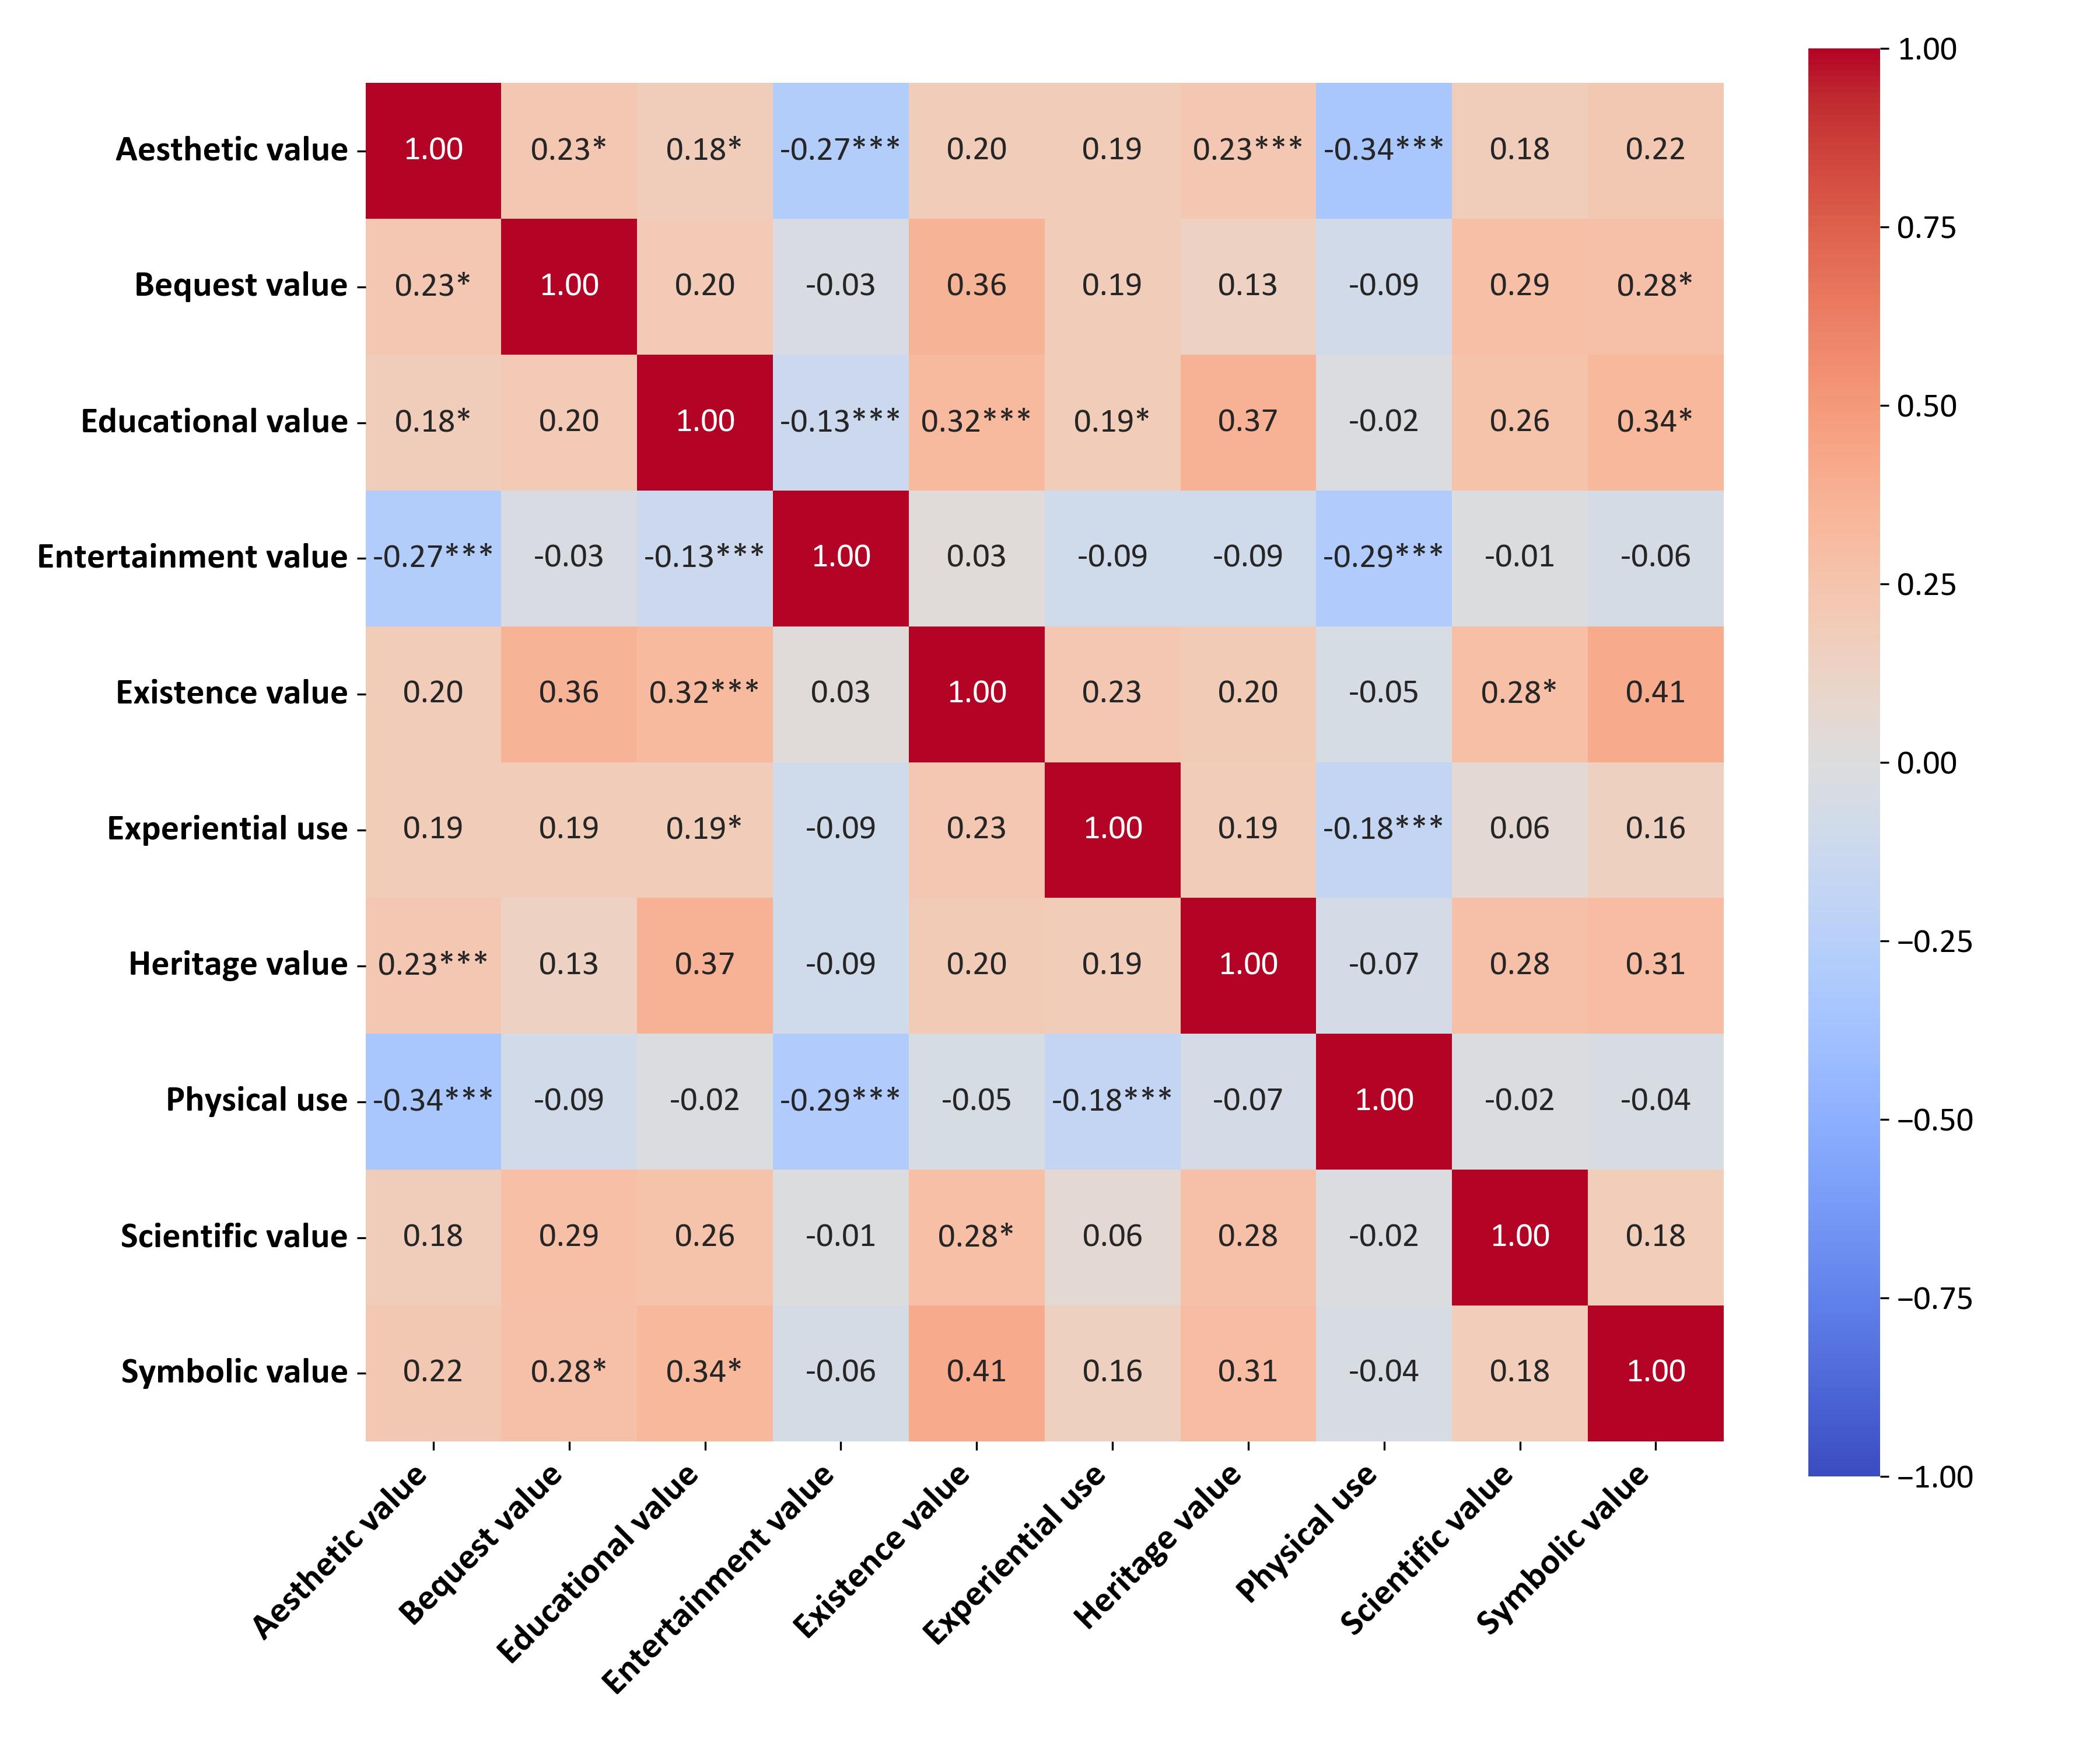 Aesthetic value 1.00 0.23* 0.18* -0.27*** 0.20 0.19 0.23*** -0.34*** 0.18 0.22
Bequest value 0.23* 1.00 0.20 -0.03 0.36 0.19 0.13 -0.09 0.29 0.28*
Educational value 0.18* 0.20 1.00 -0.13*** 0.32*** 0.19* 0.37 -0.02 0.26 0.34*
Entertainment value -0.27*** -0.03 -0.13*** 1.00 0.03 -0.09 -0.09 -0.29*** -0.01 -0.06
Existence value 0.20 0.36 0.32*** 0.03 1.00 0.23 0.20 -0.05 0.28* 0.41
Experiential use 0.19 0.19 0.19* -0.09 0.23 1.00 0.19 -0.18*** 0.06 0.16
Heritage value 0.23*** 0.13 0.37 -0.09 0.20 0.19 1.00 -0.07 0.28 0.31
Physical use -0.34*** -0.09 -0.02 -0.29*** -0.05 -0.18*** -0.07 1.00 -0.02 -0.04
Scientific value 0.18 0.29 0.26 -0.01 0.28* 0.06 0.28 -0.02 1.00 0.18
Symbolic value 0.22 0.28* 0.34* -0.06 0.41 0.16 0.31 -0.04 0.18 1.00
Aesthetic value
Bequest value
Educational value
Entertainment value
Existence value
Experiential use
Heritage value
Physical use
Scientific value
Symbolic value
1.00
0.75
0.50
0.25
0.00
−0.25
−0.50
−0.75
−1.00